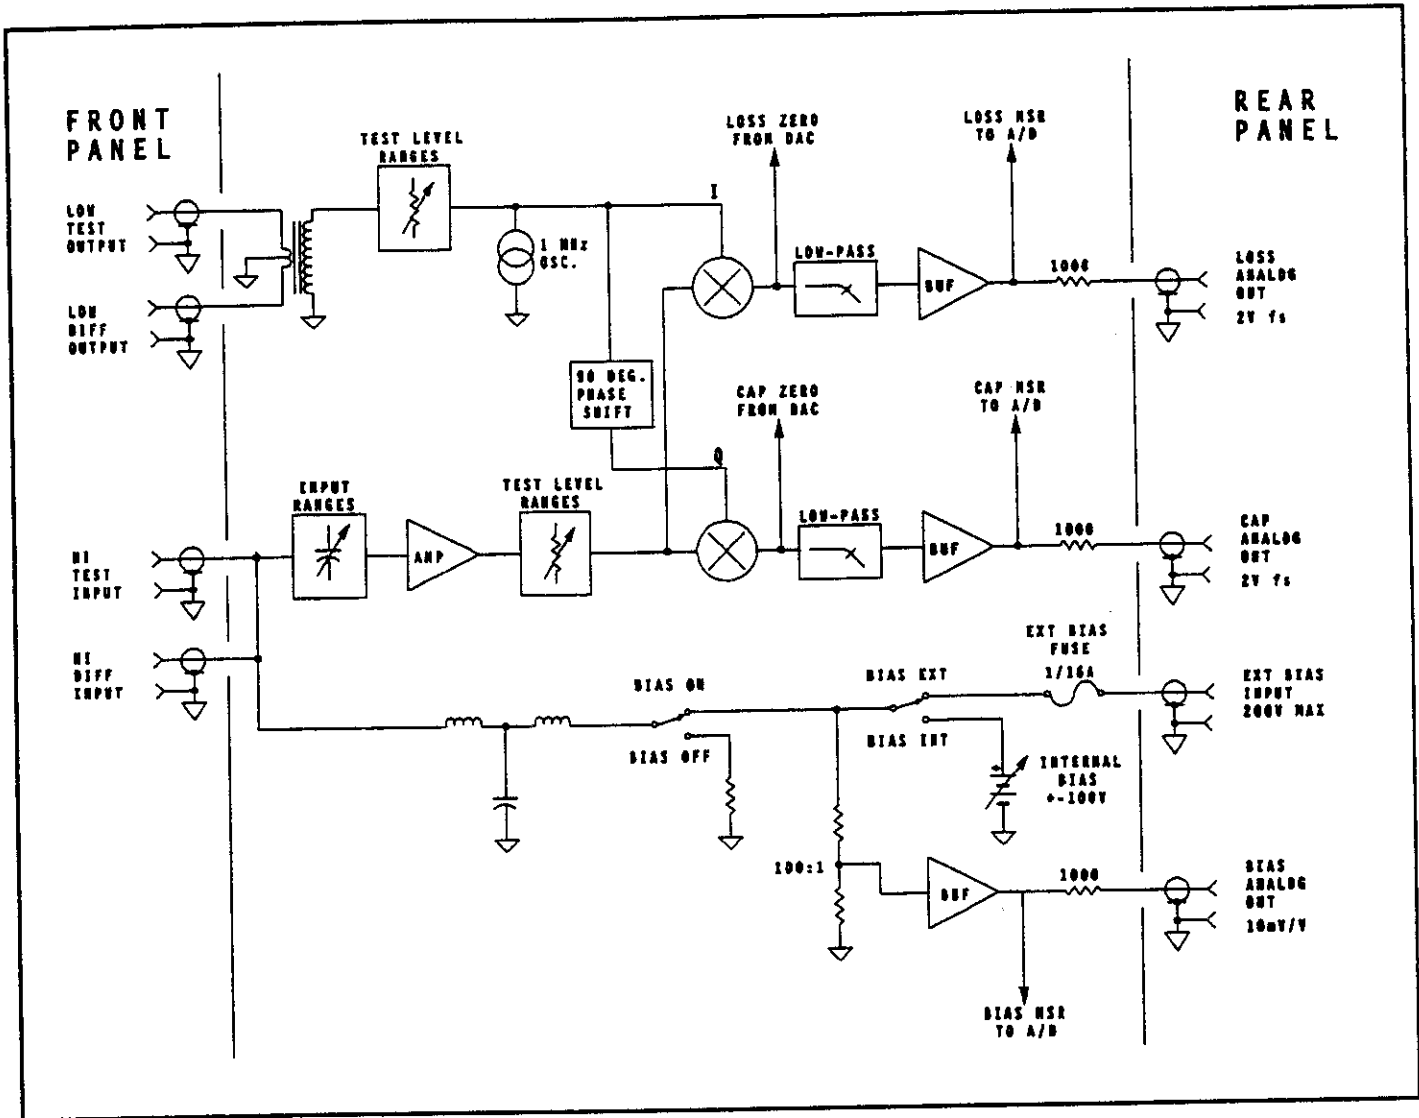 FRONT
PANEL
REAR
PANEL
TEST LEVEL
RANGES
LOSS ZERO
FROM DAC
LOSS MSR
TO A/D
LOW
TEST
OUTPUT
I
1 MHz
OSC.
LOW-PASS
BUF
1000
LOSS
ANALOG
OUT
2V fs
LOW
DIFF
OUTPUT
90 DEG.
PHASE
SHIFT
CAP ZERO
FROM DAC
CAP MSR
TO A/D
Q
INPUT
RANGES
TEST LEVEL
RANGES
HI
TEST
INPUT
AMP
LOW-PASS
BUF
1000
CAP
ANALOG
OUT
2V fs
HI
DIFF
INPUT
BIAS ON
BIAS OFF
BIAS EXT
BIAS INT
EXT BIAS
FUSE
1/16A
EXT BIAS
INPUT
200V MAX
INTERNAL
BIAS
+-100V
100:1
BUF
1000
BIAS
ANALOG
OUT
10mV/V
BIAS MSR
TO A/D